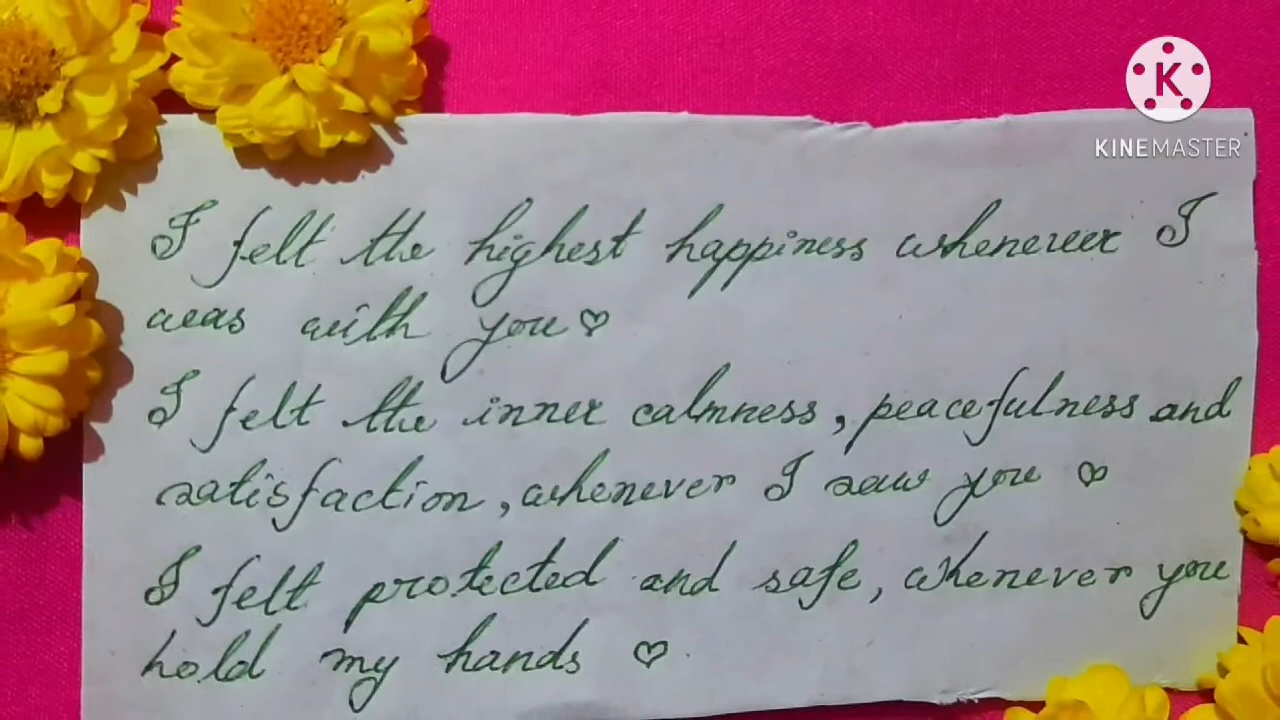 KINEMASTER
I felt the highest happiness whenever I
was with you ♡
I felt the inner calmness, peacefulness and
satisfaction, whenever I saw you ♡
I felt protected and safe, whenever you
hold my hands ♡